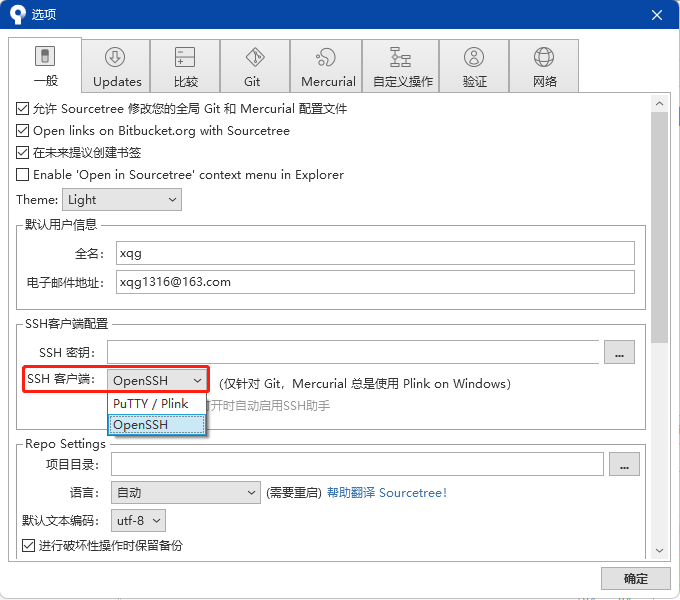 选项
一般 Updates 比较 Git Mercurial 自定义操作 验证 网络
允许 Sourcetree 修改您的全局 Git 和 Mercurial 配置文件
Open links on Bitbucket.org with Sourcetree
在未来提议创建书签
Enable 'Open in Sourcetree' context menu in Explorer
Theme: Light
默认用户信息
全名: xqg
电子邮件地址: xqg1316@163.com
SSH客户端配置
SSH 密钥: ...
SSH 客户端: OpenSSH (仅针对 Git，Mercurial 总是使用 Plink on Windows)
PuTTY / Plink
开时自动启用SSH助手
OpenSSH
Repo Settings
项目目录: ...
语言: 自动 (需要重启) 帮助翻译 Sourcetree!
默认文本编码: utf-8
进行破坏性操作时保留备份
确定